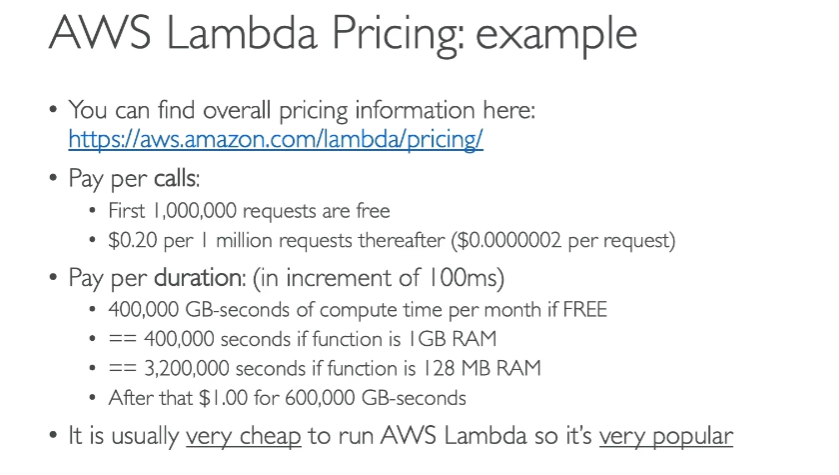 AWS Lambda Pricing: example
• You can find overall pricing information here:
https://aws.amazon.com/lambda/pricing/
• Pay per calls:
• First 1,000,000 requests are free
• $0.20 per 1 million requests thereafter ($0.0000002 per request)
• Pay per duration: (in increment of 100ms)
• 400,000 GB-seconds of compute time per month if FREE
• == 400,000 seconds if function is 1GB RAM
• == 3,200,000 seconds if function is 128 MB RAM
• After that $1.00 for 600,000 GB-seconds
• It is usually very cheap to run AWS Lambda so it's very popular